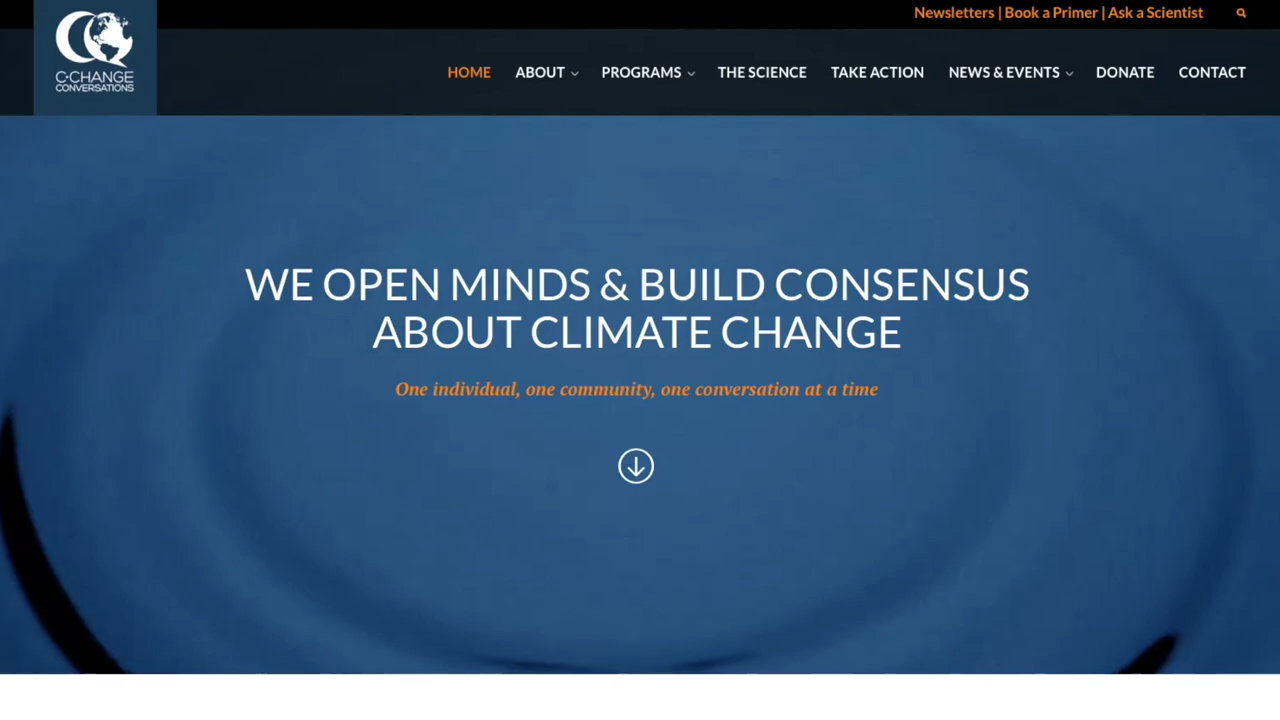 Newsletters | Book a Primer | Ask a Scientist
C·CHANGE
CONVERSATIONS
HOME ABOUT PROGRAMS THE SCIENCE TAKE ACTION NEWS & EVENTS DONATE CONTACT
WE OPEN MINDS & BUILD CONSENSUS
ABOUT CLIMATE CHANGE
One individual, one community, one conversation at a time